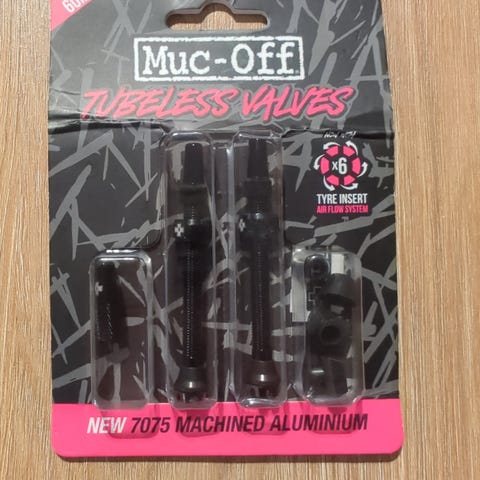 Muc-Off
TUBELESS VALVES
x6
TYRE INSERT
AIR FLOW SYSTEM
NEW 7075 MACHINED ALUMINIUM